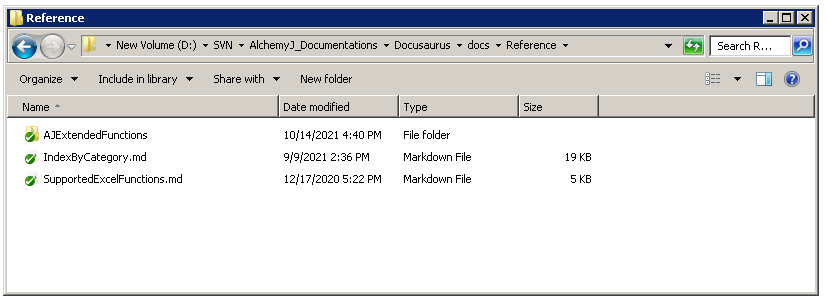 Reference
New Volume (D:) SVN AlchemyJ_Documentations Docusaurus docs Reference Search R...
Organize Include in library Share with New folder
Name Date modified Type Size
AJExtendedFunctions 10/14/2021 4:40 PM File folder
IndexByCategory.md 9/9/2021 2:36 PM Markdown File 19 KB
SupportedExcelFunctions.md 12/17/2020 5:22 PM Markdown File 5 KB